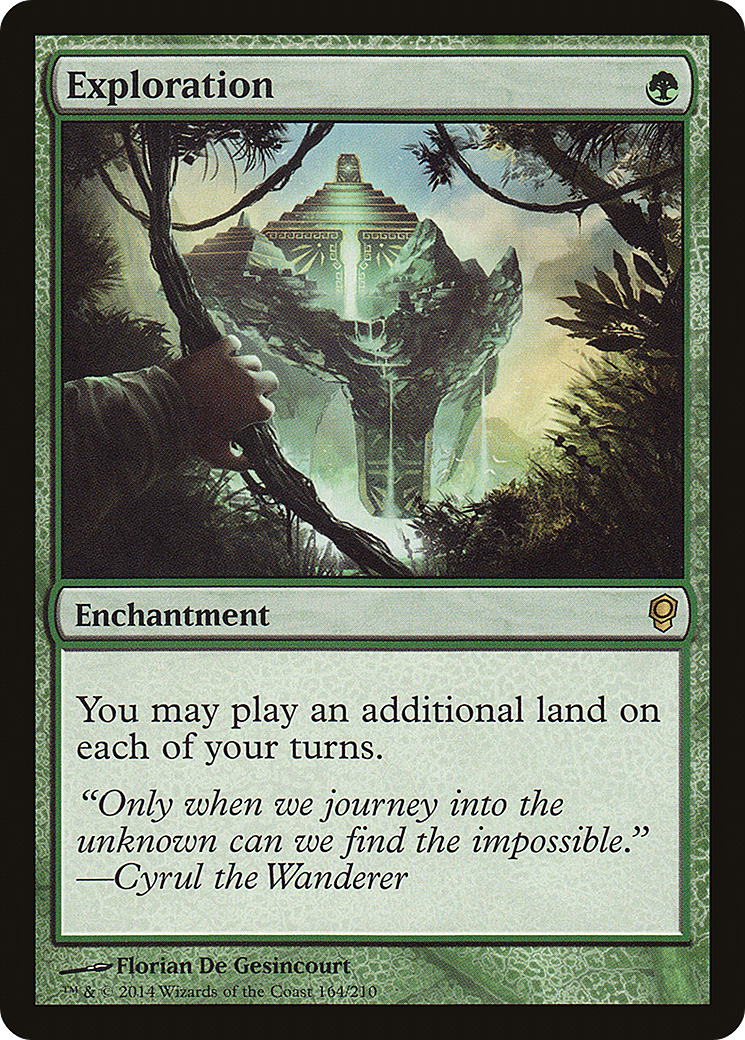 Exploration
Enchantment
You may play an additional land on
each of your turns.
“Only when we journey into the
unknown can we find the impossible.”
—Cyrul the Wanderer
Florian De Gesincourt
™ & © 2014 Wizards of the Coast 164/210